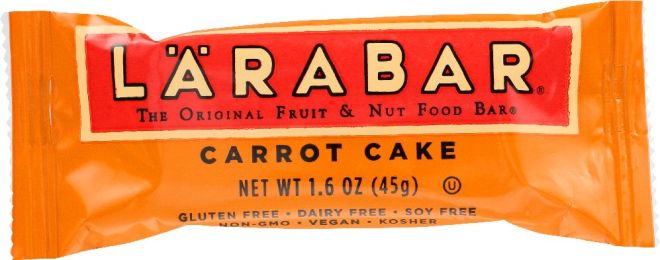 LÄRABAR®
THE ORIGINAL FRUIT & NUT FOOD BAR®
CARROT CAKE
NET WT 1.6 OZ (45g) U
GLUTEN FREE • DAIRY FREE • SOY FREE
NON-GMO • VEGAN • KOSHER